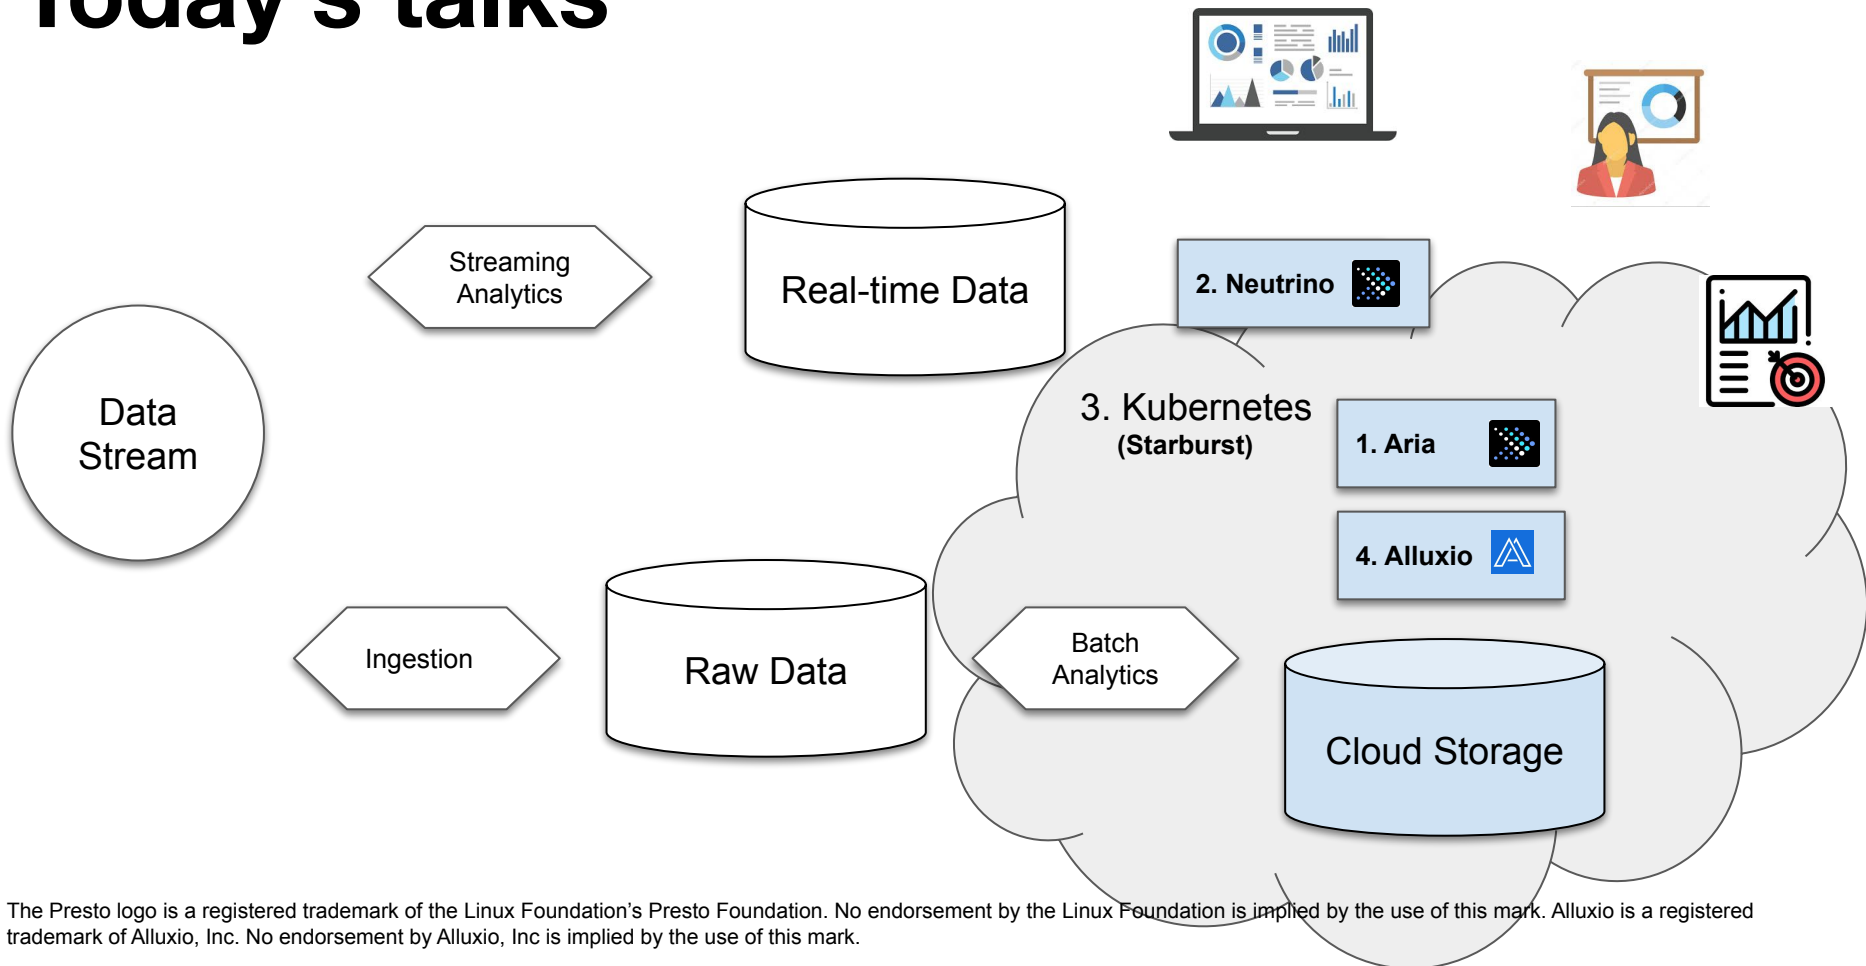 Today's talks
Streaming
Analytics
Real-time Data
2. Neutrino
Data
Stream
3. Kubernetes
(Starburst)
1. Aria
4. Alluxio
Ingestion
Raw Data
Batch
Analytics
Cloud Storage
The Presto logo is a registered trademark of the Linux Foundation’s Presto Foundation. No endorsement by the Linux Foundation is implied by the use of this mark. Alluxio is a registered
trademark of Alluxio, Inc. No endorsement by Alluxio, Inc is implied by the use of this mark.